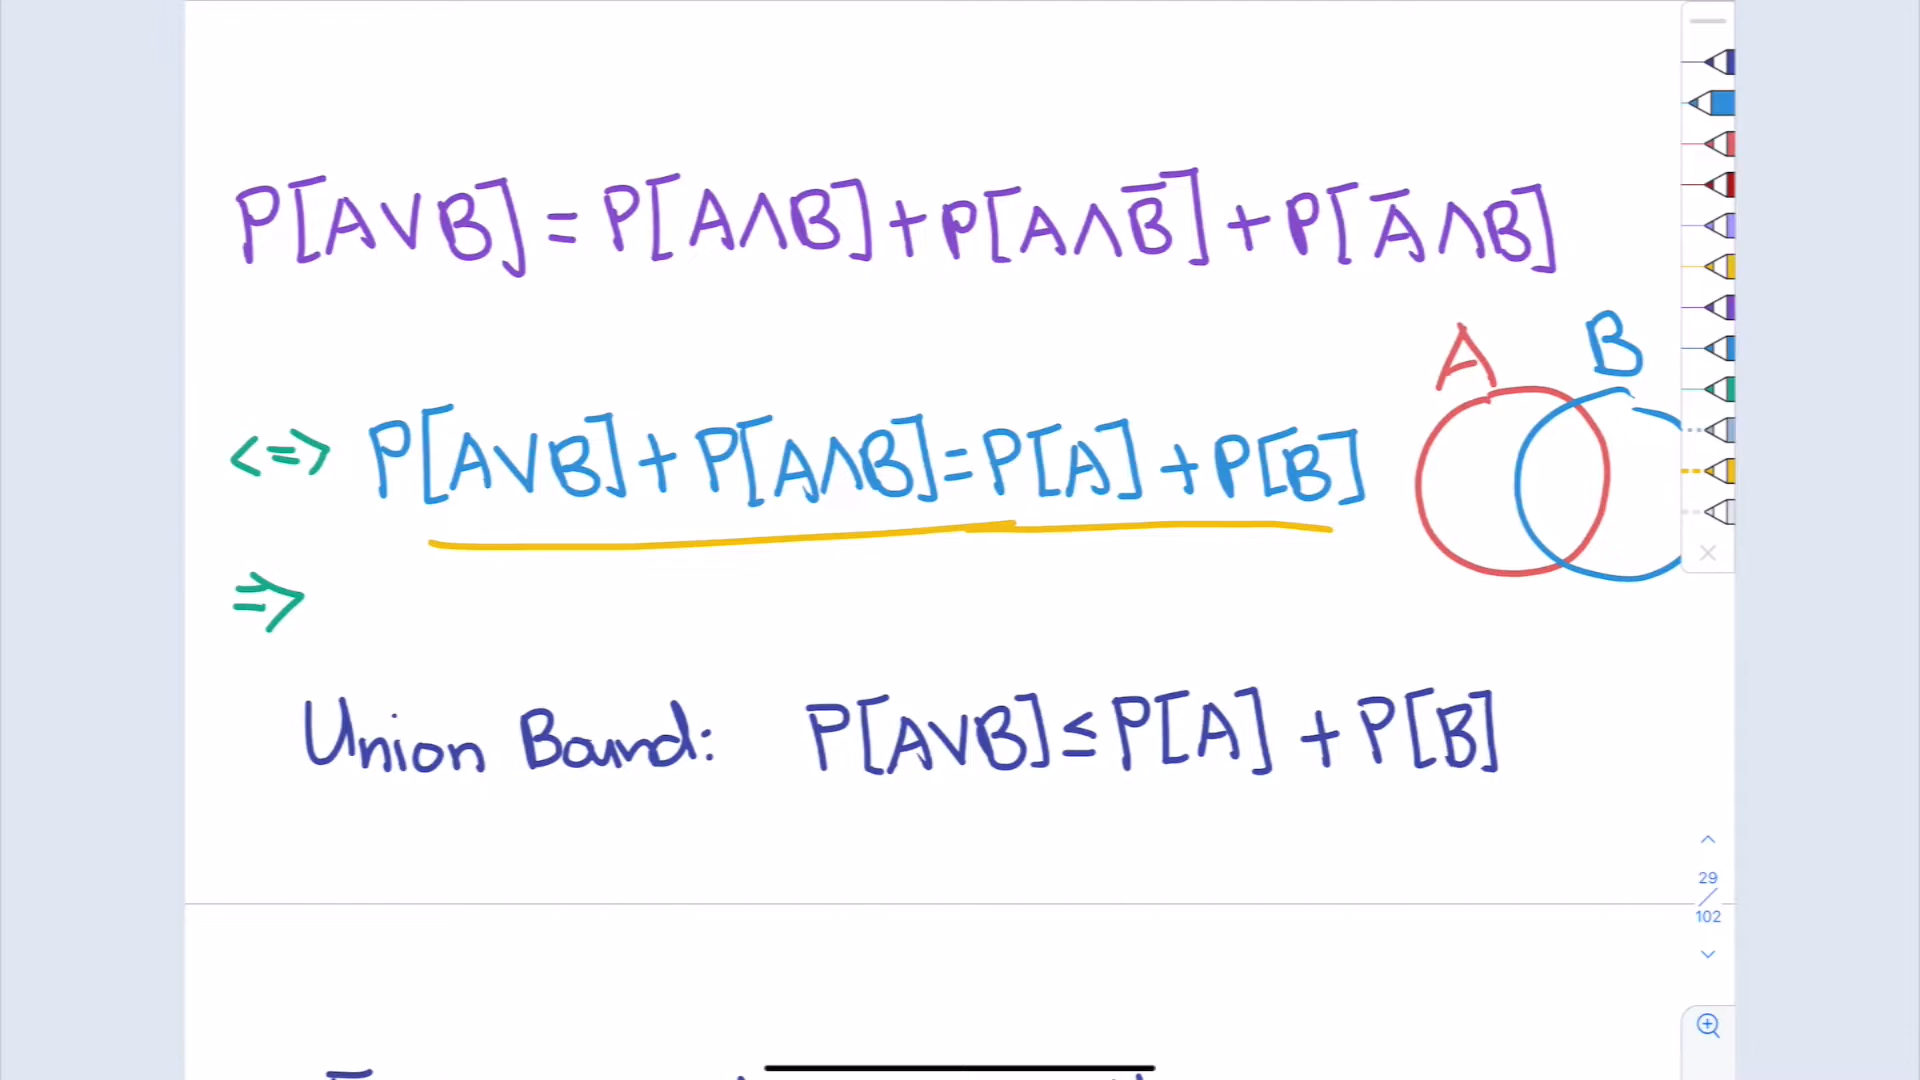 P[A∨B] = P[A∧B] + P[A∧B̅] + P[A̅∧B]
A B
<=> P[A∨B] + P[A∧B] = P[A] + P[B]
=>
Union Bound: P[A∨B] ≤ P[A] + P[B]
29
/
102